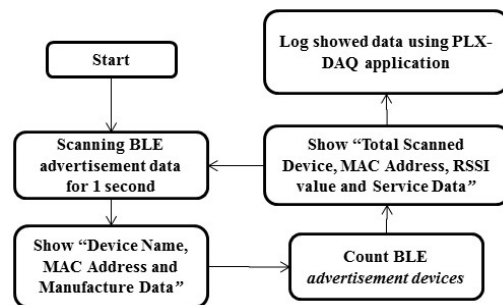 Start
Scanning BLE
advertisement data
for 1 second
Show “Device Name,
MAC Address and
Manufacture Data”
Count BLE
advertisement devices
Show “Total Scanned
Device, MAC Address, RSSI
value and Service Data”
Log showed data using PLX-
DAQ application